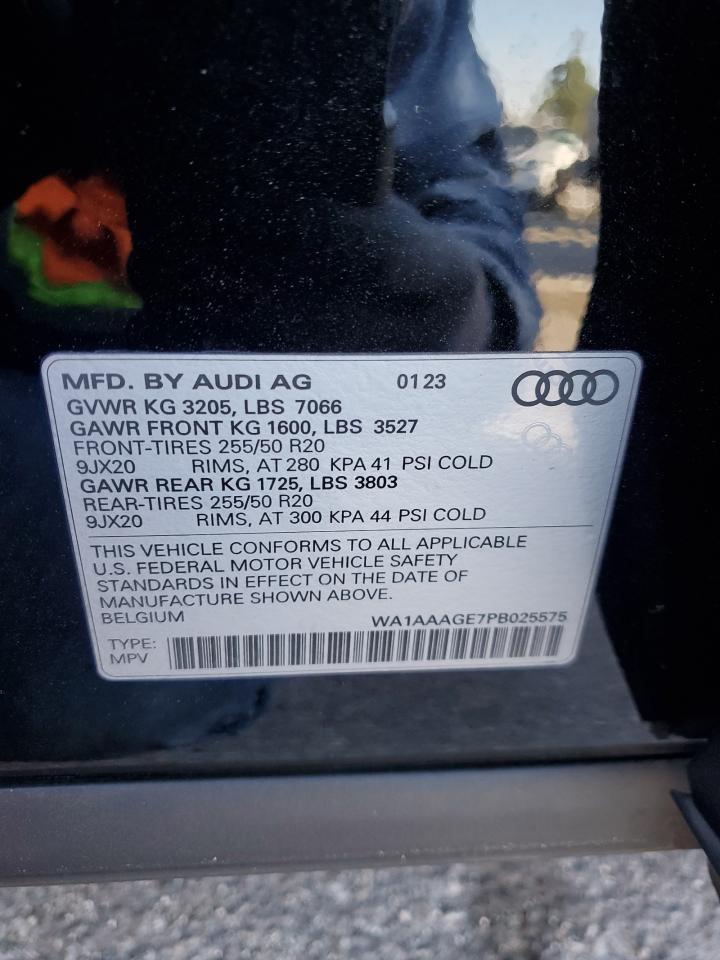 MFD. BY AUDI AG 01 23
GVWR KG 3205, LBS 7066
GAWR FRONT KG 1600, LBS 3527
FRONT-TIRES 255/50 R20
9JX20 RIMS, AT 280 KPA 41 PSI COLD
GAWR REAR KG 1725, LBS 3803
REAR-TIRES 255/50 R20
9JX20 RIMS, AT 300 KPA 44 PSI COLD
THIS VEHICLE CONFORMS TO ALL APPLICABLE
U.S. FEDERAL MOTOR VEHICLE SAFETY
STANDARDS IN EFFECT ON THE DATE OF
MANUFACTURE SHOWN ABOVE.
BELGIUM WA1AAAGE7PB025575
TYPE:
MPV